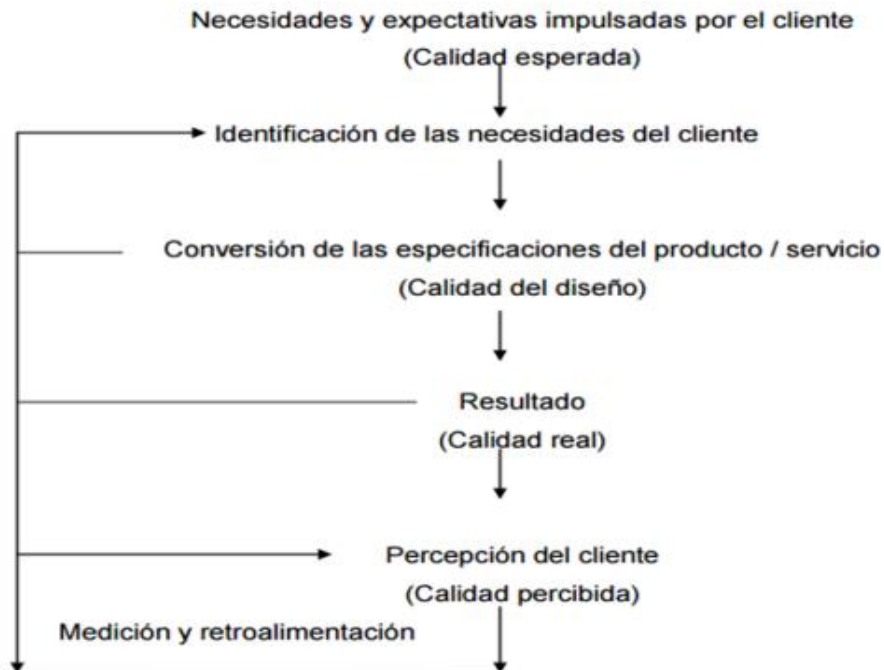 Necesidades y expectativas impulsadas por el cliente
(Calidad esperada)
Identificación de las necesidades del cliente
Conversión de las especificaciones del producto / servicio
(Calidad del diseño)
Resultado
(Calidad real)
Percepción del cliente
(Calidad percibida)
Medición y retroalimentación